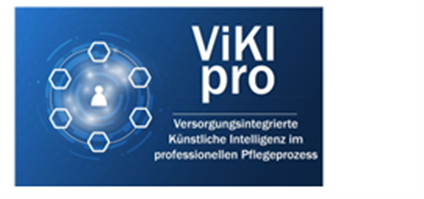 ViKI
pro
Versorgungsintegrierte
Künstliche Intelligenz im
professionellen Pflegeprozess